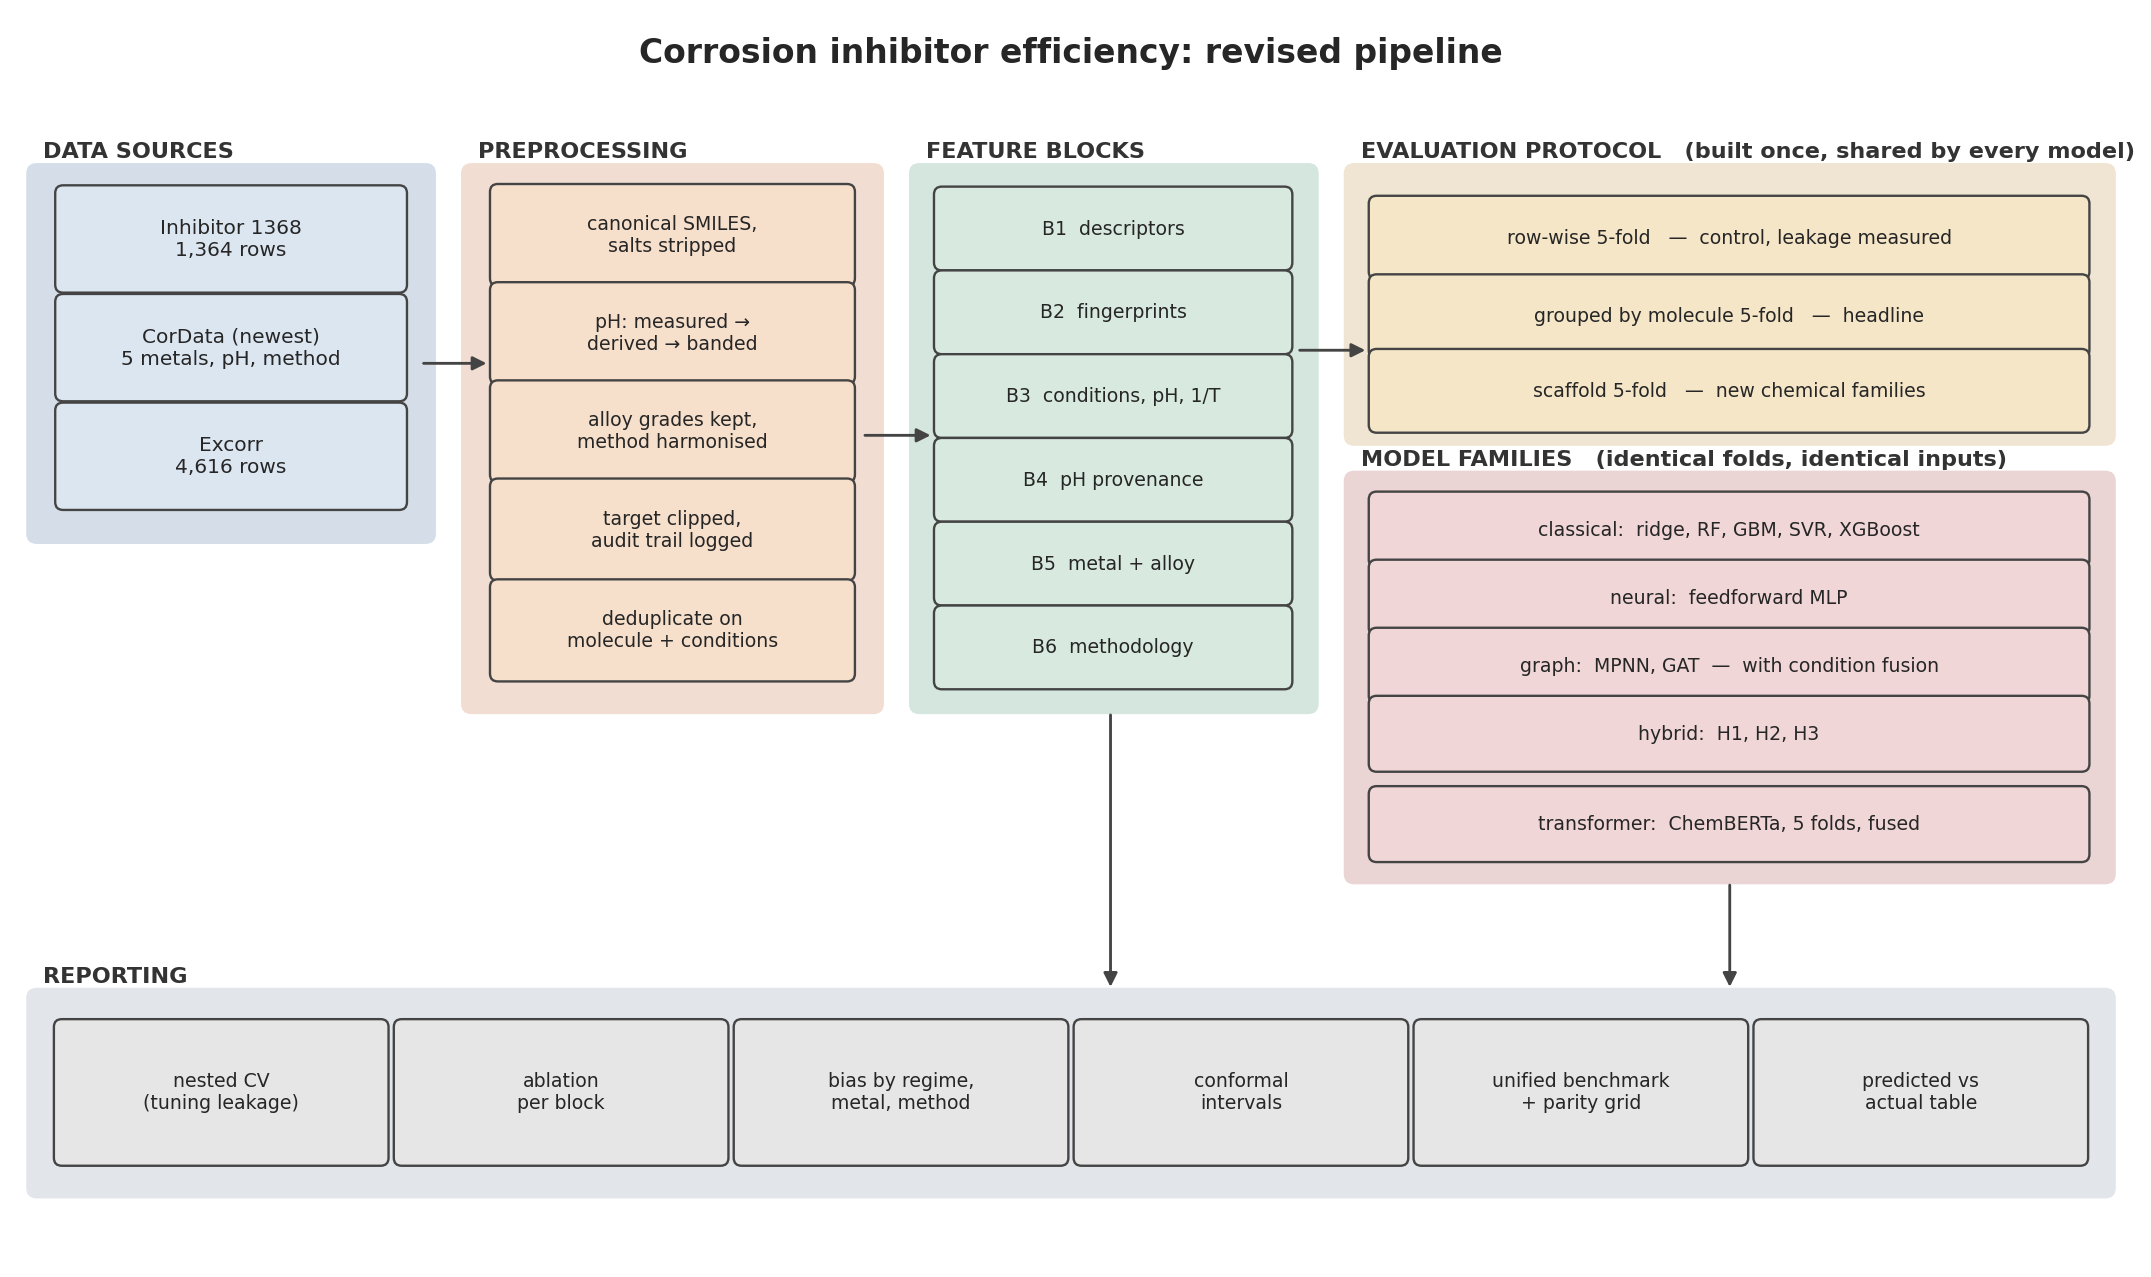 Corrosion inhibitor efficiency: revised pipeline
DATA SOURCES
Inhibitor 1368
1,364 rows
CorData (newest)
5 metals, pH, method
Excorr
4,616 rows
PREPROCESSING
canonical SMILES,
salts stripped
pH: measured →
derived → banded
alloy grades kept,
method harmonised
target clipped,
audit trail logged
deduplicate on
molecule + conditions
FEATURE BLOCKS
B1 descriptors
B2 fingerprints
B3 conditions, pH, 1/T
B4 pH provenance
B5 metal + alloy
B6 methodology
EVALUATION PROTOCOL (built once, shared by every model)
row-wise 5-fold — control, leakage measured
grouped by molecule 5-fold — headline
scaffold 5-fold — new chemical families
MODEL FAMILIES (identical folds, identical inputs)
classical: ridge, RF, GBM, SVR, XGBoost
neural: feedforward MLP
graph: MPNN, GAT — with condition fusion
hybrid: H1, H2, H3
transformer: ChemBERTa, 5 folds, fused
REPORTING
nested CV
(tuning leakage)
ablation
per block
bias by regime,
metal, method
conformal
intervals
unified benchmark
+ parity grid
predicted vs
actual table